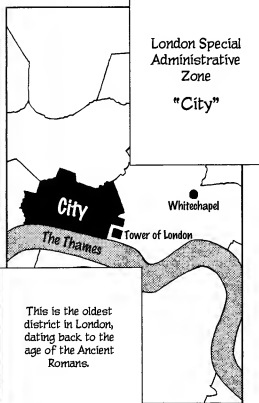 London Special
Administrative
Zone
"City"
City
Whitechapel
Tower of London
The Thames
This is the oldest
district in London,
dating back to the
age of the Ancient
Romans.